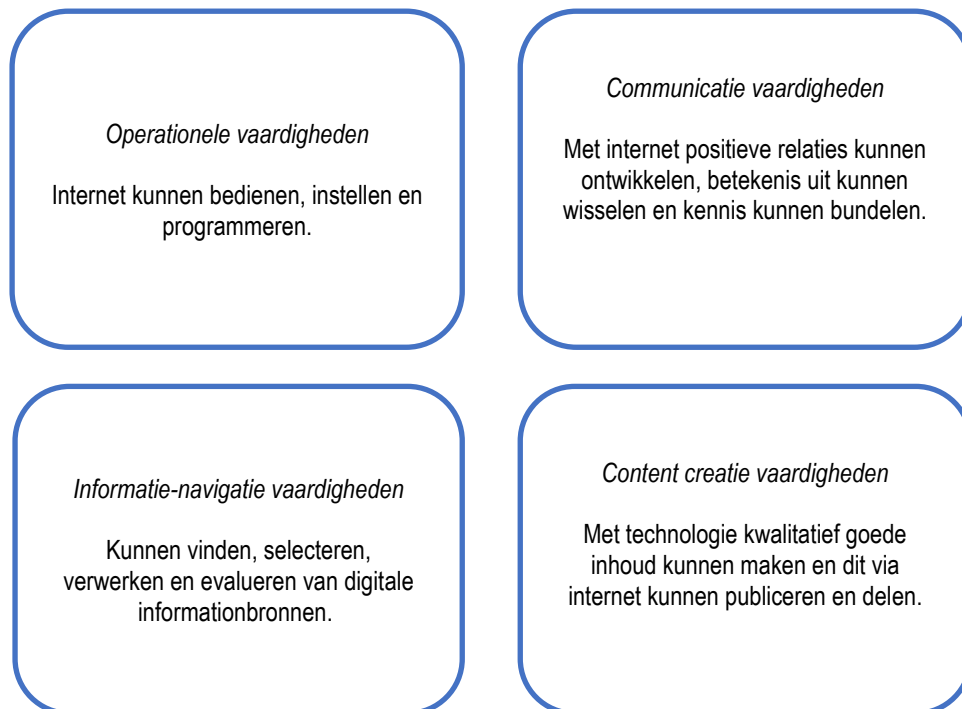 Operationele vaardigheden
Internet kunnen bedienen, instellen en
programmeren.
Communicatie vaardigheden
Met internet positieve relaties kunnen
ontwikkelen, betekenis uit kunnen
wisselen en kennis kunnen bundelen.
Informatie-navigatie vaardigheden
Kunnen vinden, selecteren,
verwerken en evalueren van digitale
informationbronnen.
Content creatie vaardigheden
Met technologie kwalitatief goede
inhoud kunnen maken en dit via
internet kunnen publiceren en delen.